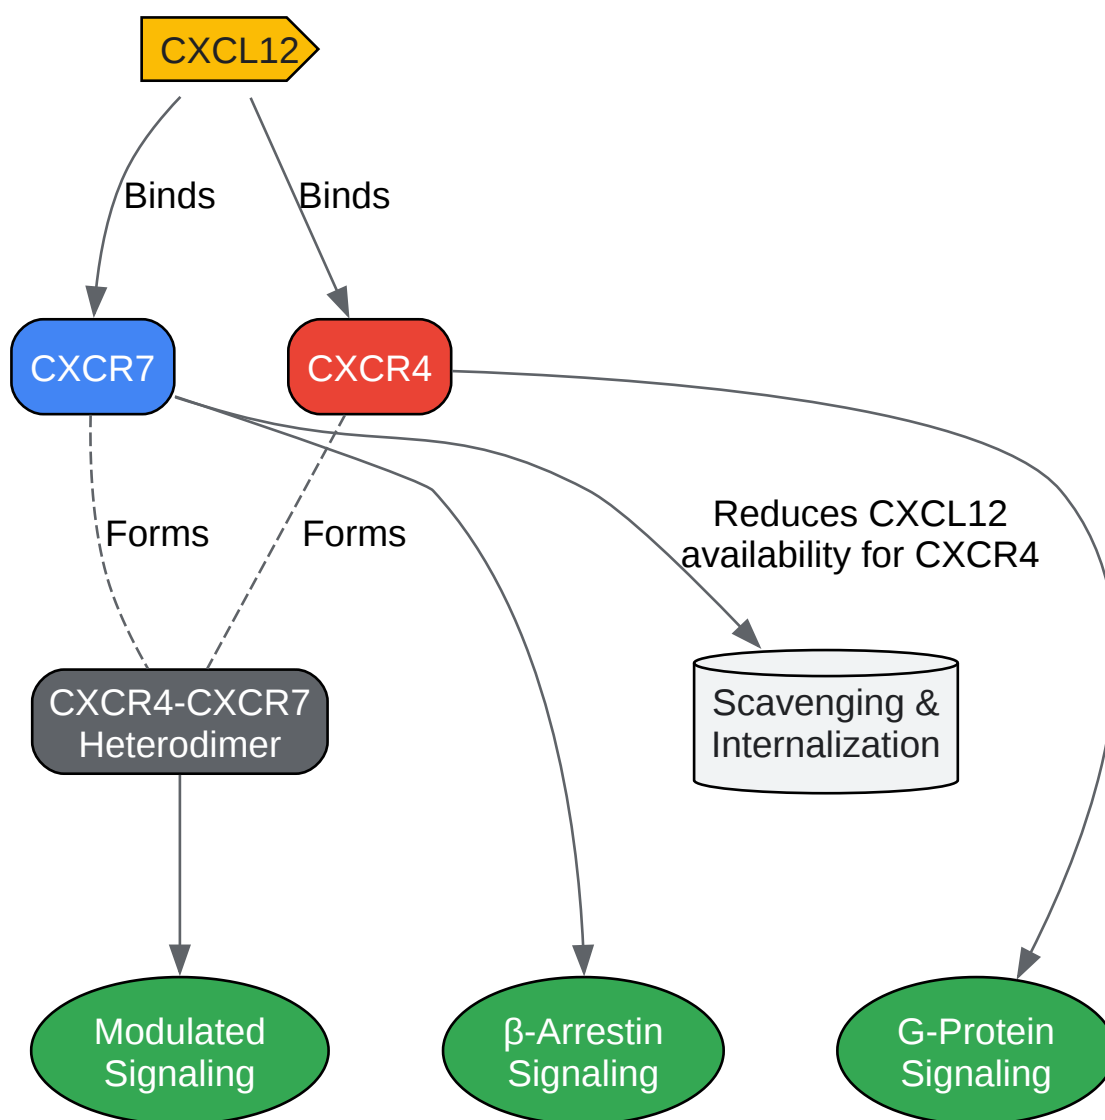 CXCL12
Binds
Binds
CXCR7
CXCR4
Forms
Forms
Reduces CXCL12
availability for CXCR4
CXCR4-CXCR7
Heterodimer
Scavenging &
Internalization
Modulated
Signaling
β-Arrestin
Signaling
G-Protein
Signaling